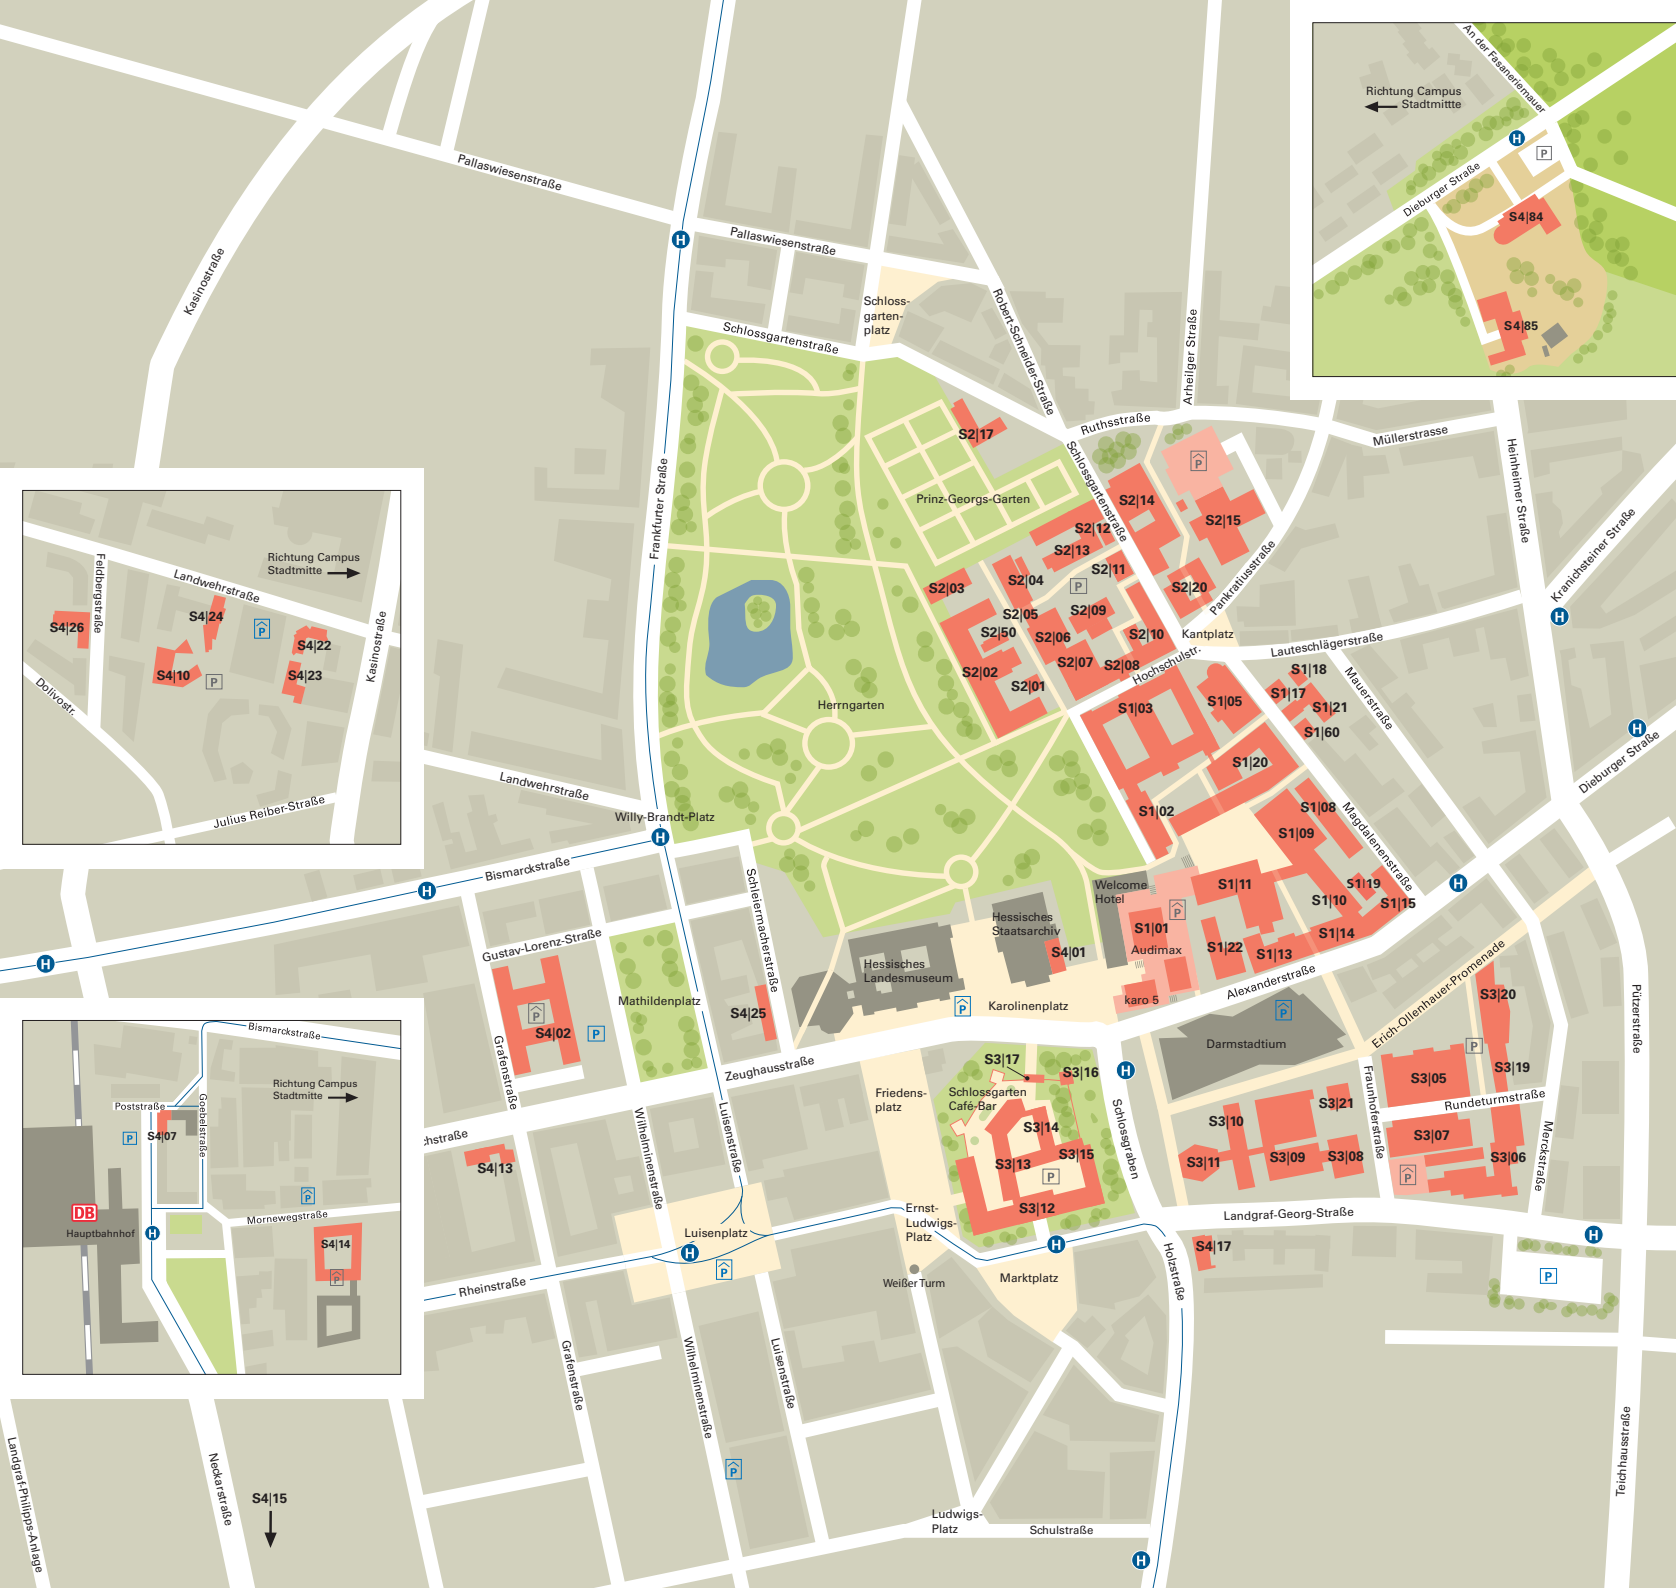 An der Fasaneriemauer
Richtung Campus
Stadtmittte
H
P
Dieburger Straße
S4|84
S4|85
Pallaswiesenstraße
Kasinostraße
H
Pallaswiesenstraße
Schloss-
garten-
platz
Schlossgartenstraße
Robert-Schneider-Straße
Arheilger Straße
Ruthsstraße
Müllerstrasse
Heinheimer Straße
Kranichsteiner Straße
H
S2|17
Schlossgartenstraße
P
Prinz-Georgs-Garten
S2|14
S2|15
S2|12
S2|13
S2|11
S2|04
S2|03
P
S2|20
Pankratiusstraße
S2|05
S2|09
S2|50
S2|06
S2|10
Kantplatz
S2|02
S2|07
S2|08
Hochschulstr.
S2|01
Lauteschlägerstraße
Mauerstraße
Frankfurter Straße
Herrngarten
S1|03
S1|05
S1|18
S1|17
S1|21
S1|60
S1|20
H
Dieburger Straße
Richtung Campus
Stadtmitte
Feldbergstraße
Landwehrstraße
S4|26
S4|24
P
S4|22
S4|10
P
S4|23
Kasinostraße
Dolivostr.
Julius Reiber-Straße
Landwehrstraße
Willy-Brandt-Platz
H
Bismarckstraße
H
H
S1|02
S1|08
S1|09
Magdalenenstraße
S1|19
S1|15
H
S1|11
S1|10
Welcome
Hotel
P
S1|01
Audimax
S1|22
S1|13
S1|14
karo 5
Alexanderstraße
Schleiermacherstraße
Gustav-Lorenz-Straße
Hessisches
Staatsarchiv
S4|01
Hessisches
Landesmuseum
P
Karolinenplatz
Mathildenplatz
P
S4|02
P
S4|25
Grafenstraße
Zeughausstraße
P
Darmstadtium
Erich-Ollenhauer-Promenade
S3|20
P
S3|19
S3|05
Rundeturmstraße
Fraunhoferstraße
S3|07
S3|06
P
Merckstraße
Pützerstraße
Bismarckstraße
Richtung Campus
Stadtmitte
Poststraße
Goebelstraße
P
S4|07
P
DB
Hauptbahnhof
H
Mornewegstraße
S4|14
P
chstraße
S4|13
Wilhelminenstraße
Luisenstraße
Friedens-
platz
S3|17
S3|16
Schlossgarten
Café-Bar
H
Schlossgraben
S3|14
S3|13
S3|15
P
S3|12
S3|21
S3|10
S3|11
S3|09
S3|08
Luisenplatz
H
P
Ernst-
Ludwigs-
Platz
H
Landgraf-Georg-Straße
H
S4|17
Holzstraße
P
Weißer Turm
Marktplatz
Rheinstraße
Grafenstraße
Wilhelminenstraße
Luisenstraße
P
Landgraf-Philipps-Anlage
Neckarstraße
S4|15
Ludwigs-
Platz
Schulstraße
H
Teichhausstraße